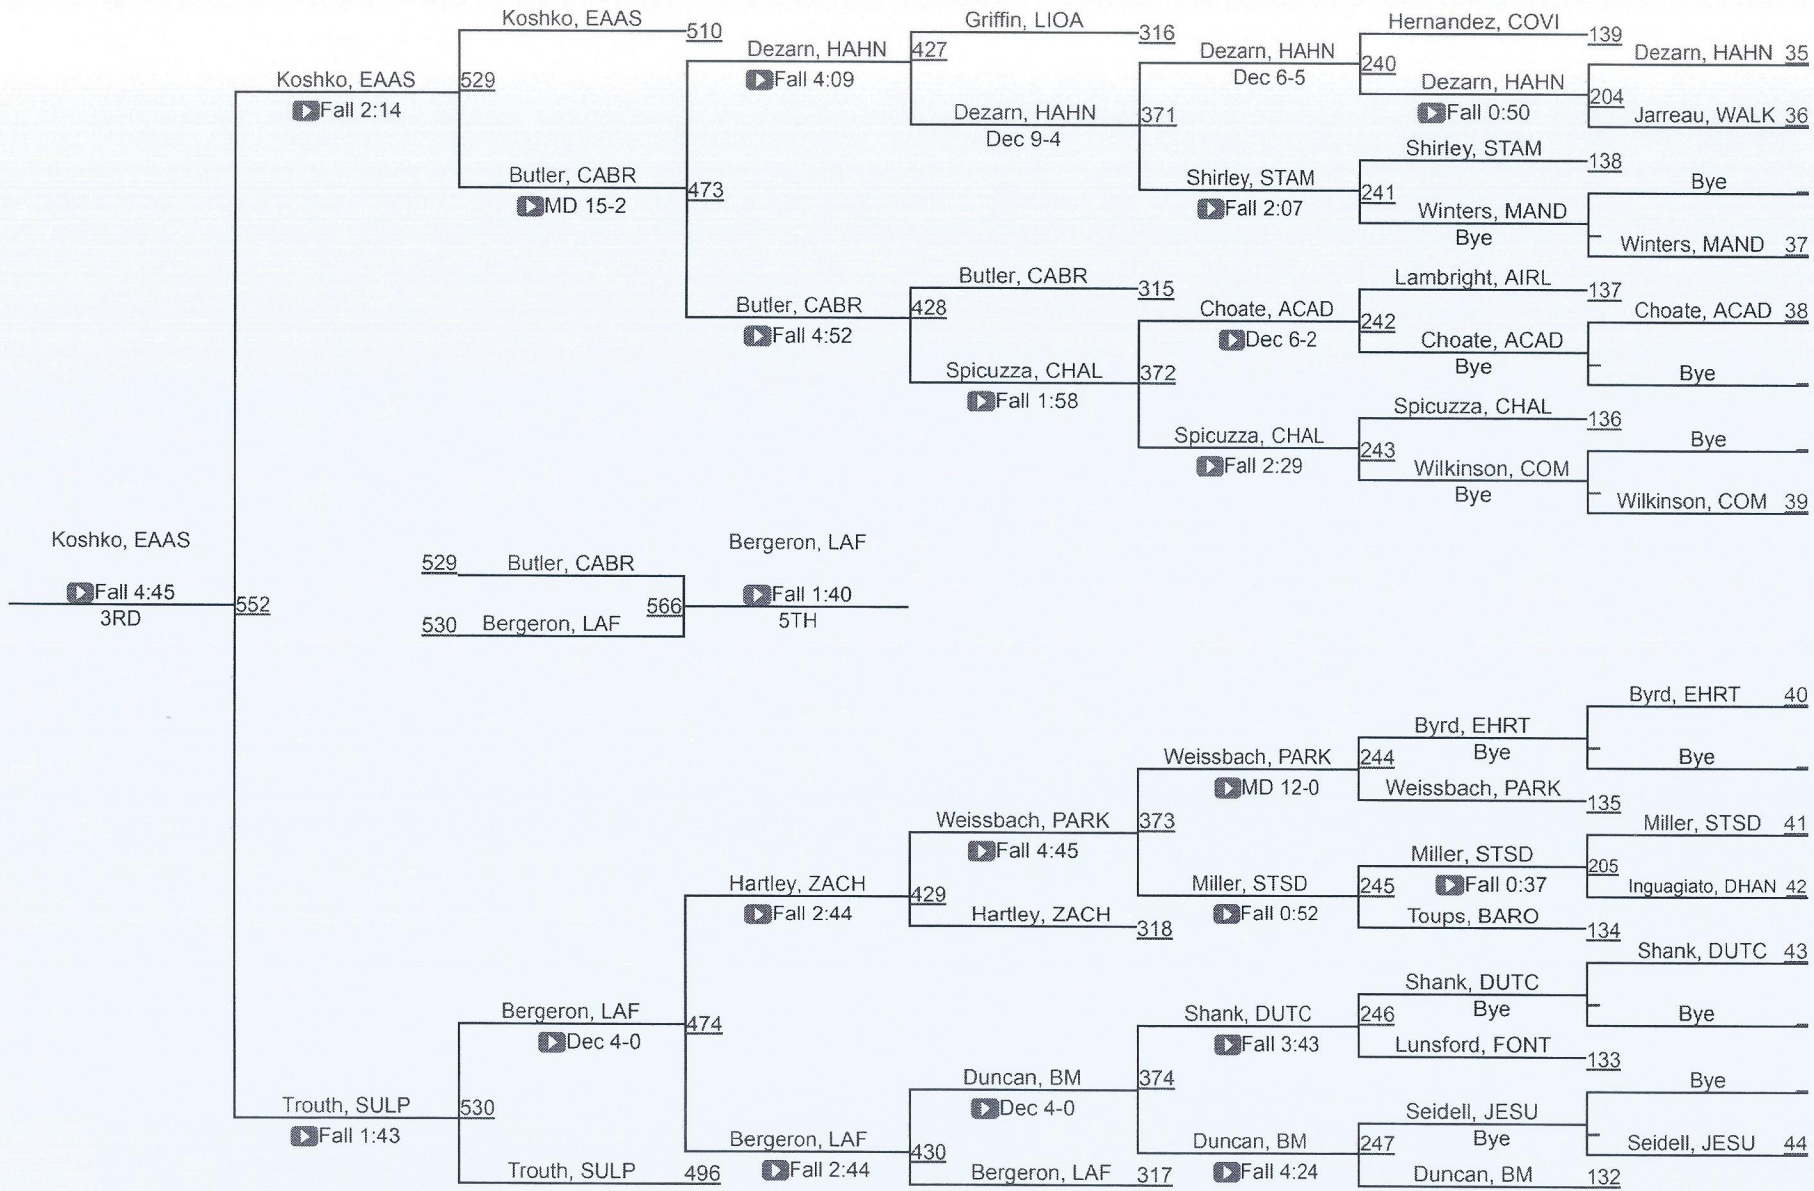 Koshko, EAAS
510
Koshko, EAAS
529
Fall 2:14
Butler, CABR
473
MD 15-2
Dezarn, HAHN
427
Fall 4:09
Butler, CABR
428
Fall 4:52
Griffin, LIOA
316
Dezarn, HAHN
371
Dec 9-4
Butler, CABR
315
Spicuzza, CHAL
372
Fall 1:58
Dezarn, HAHN
240
Dec 6-5
Shirley, STAM
241
Fall 2:07
Choate, ACAD
242
Dec 6-2
Spicuzza, CHAL
243
Fall 2:29
Hernandez, COVI
139
Dezarn, HAHN
204
Fall 0:50
Shirley, STAM
138
Winters, MAND
Bye
Lambright, AIRL
137
Choate, ACAD
Bye
Spicuzza, CHAL
136
Wilkinson, COM
Bye
Dezarn, HAHN 35
Jarreau, WALK 36
Bye
Winters, MAND 37
Choate, ACAD 38
Bye
Bye
Wilkinson, COM 39
Koshko, EAAS
Fall 4:45
552
3RD
529 Butler, CABR
566
530 Bergeron, LAF
Bergeron, LAF
Fall 1:40
5TH
Trouth, SULP
530
Fall 1:43
Bergeron, LAF
474
Dec 4-0
Trouth, SULP
496
Hartley, ZACH
429
Fall 2:44
Bergeron, LAF
430
Fall 2:44
Weissbach, PARK
373
Fall 4:45
Hartley, ZACH
318
Duncan, BM
374
Dec 4-0
Bergeron, LAF
317
Weissbach, PARK
244
MD 12-0
Miller, STSD
245
Fall 0:52
Shank, DUTC
246
Fall 3:43
Duncan, BM
247
Fall 4:24
Byrd, EHRT
Bye
Weissbach, PARK
135
Miller, STSD
205
Fall 0:37
Toups, BARO
134
Shank, DUTC
Bye
Lunsford, FONT
133
Seidell, JESU
Bye
Duncan, BM
132
Byrd, EHRT 40
Bye
Miller, STSD 41
Inguagiato, DHAN 42
Shank, DUTC 43
Bye
Bye
Seidell, JESU 44